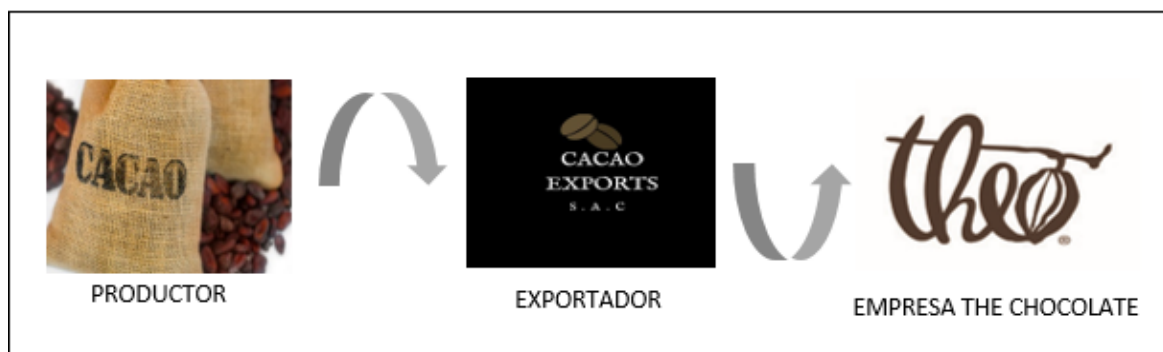 CACAO
CACAO
EXPORTS
S.A.C
theo
®
PRODUCTOR
EXPORTADOR
EMPRESA THE CHOCOLATE